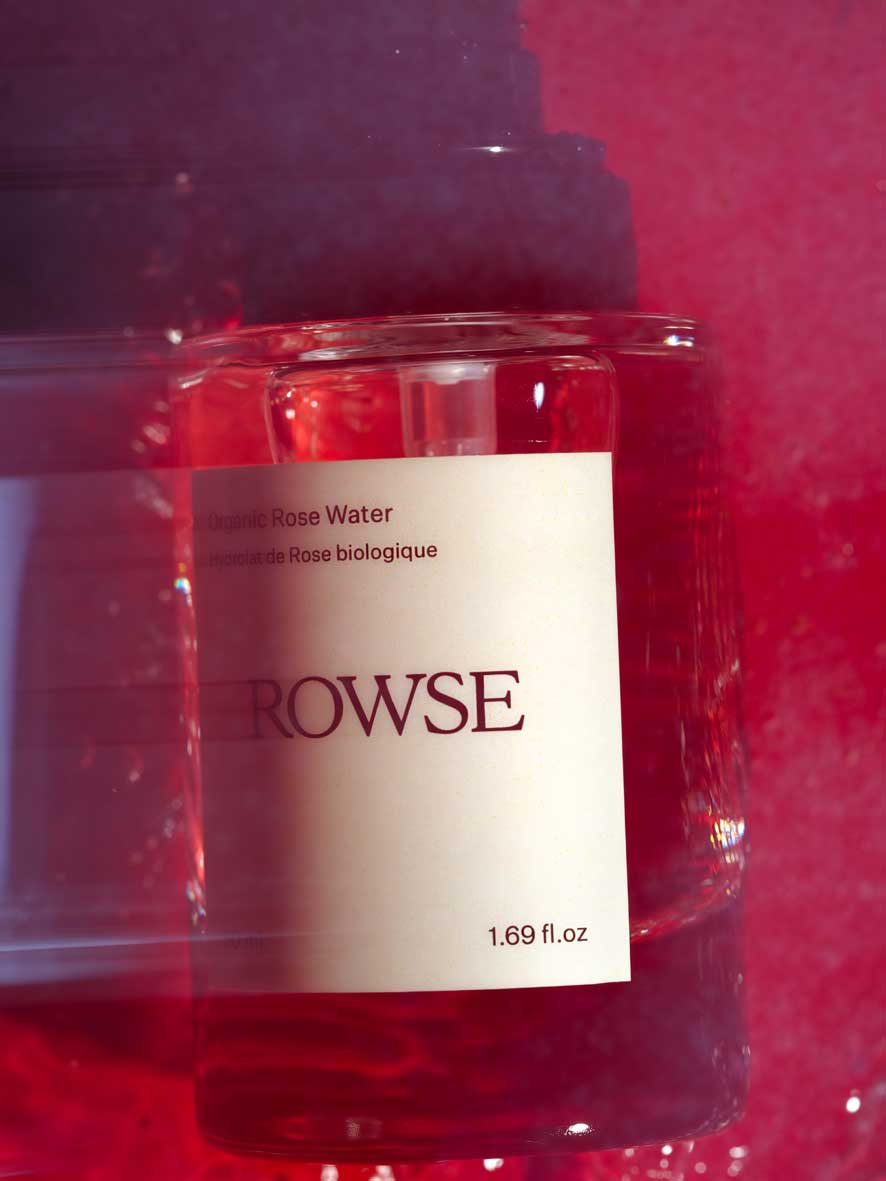 Organic Rose Water
Hydrolat de Rose biologique
ROWSE
1.69 fl.oz